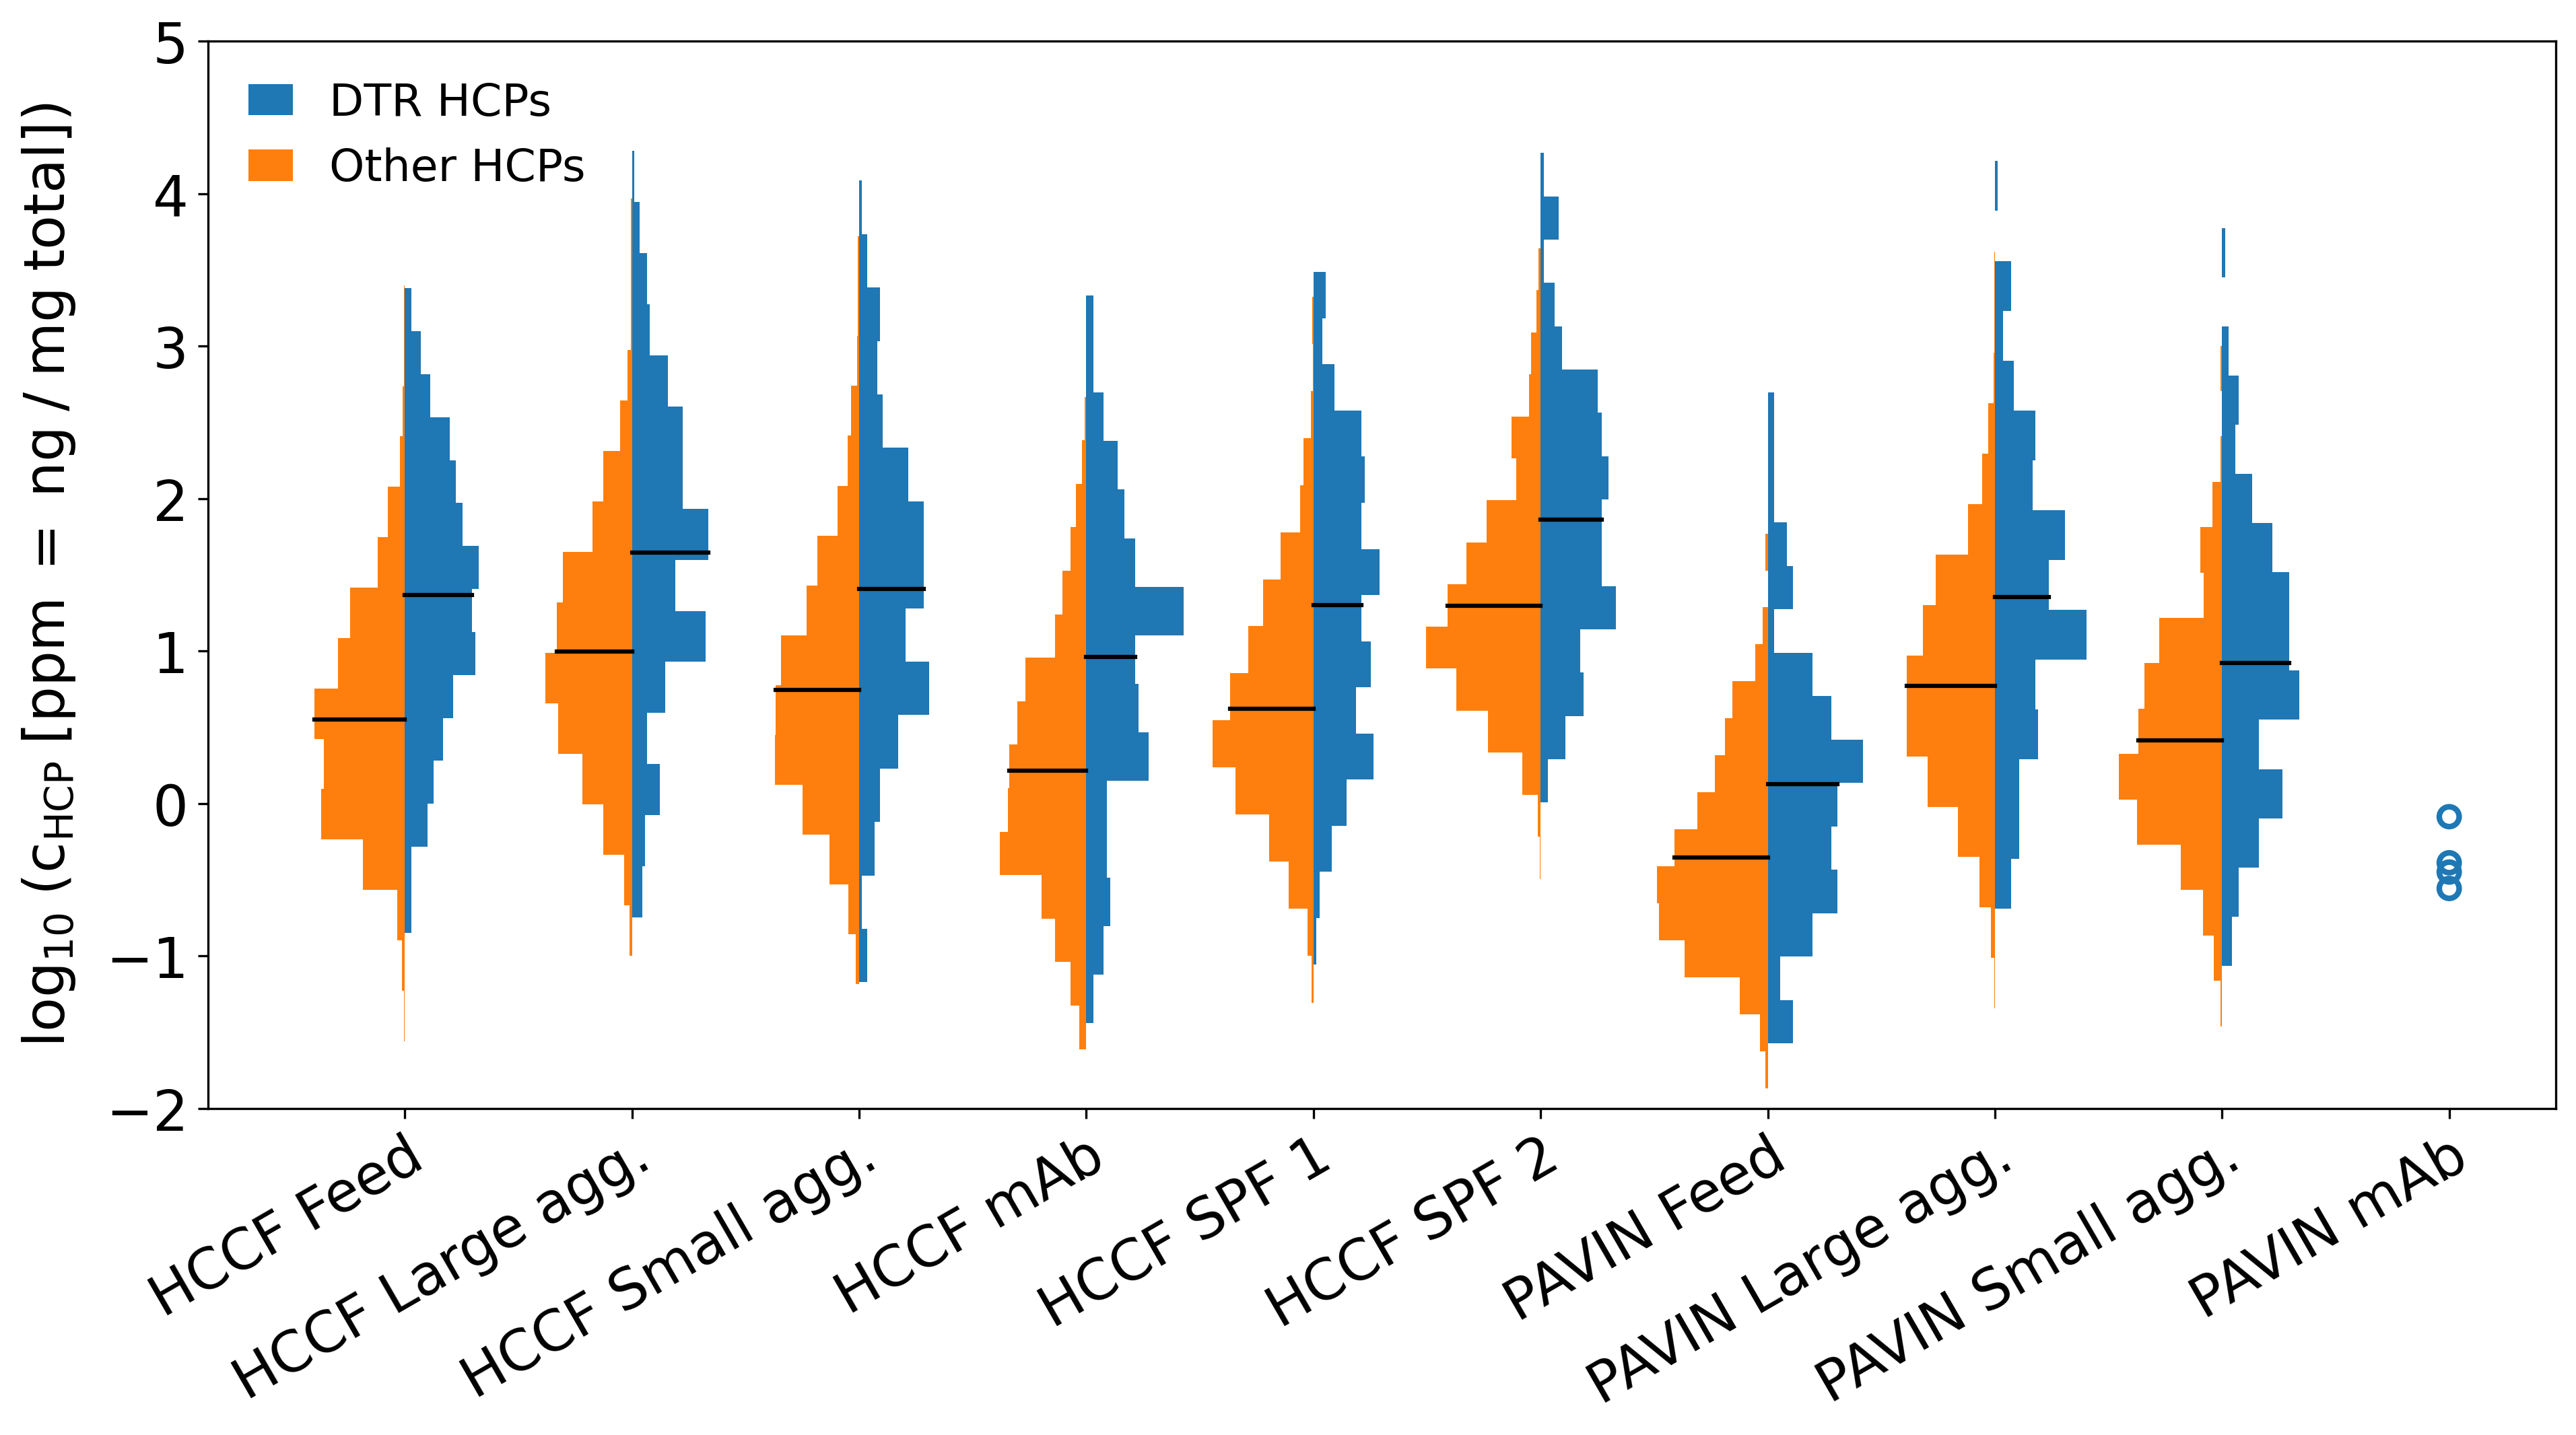 log10 (cHCP [ppm = ng / mg total])
5
4
3
2
1
0
−1
−2
DTR HCPs
Other HCPs
HCCF Feed
HCCF Large agg.
HCCF Small agg.
HCCF mAb
HCCF SPF 1
HCCF SPF 2
PAVIN Feed
PAVIN Large agg.
PAVIN Small agg.
PAVIN mAb